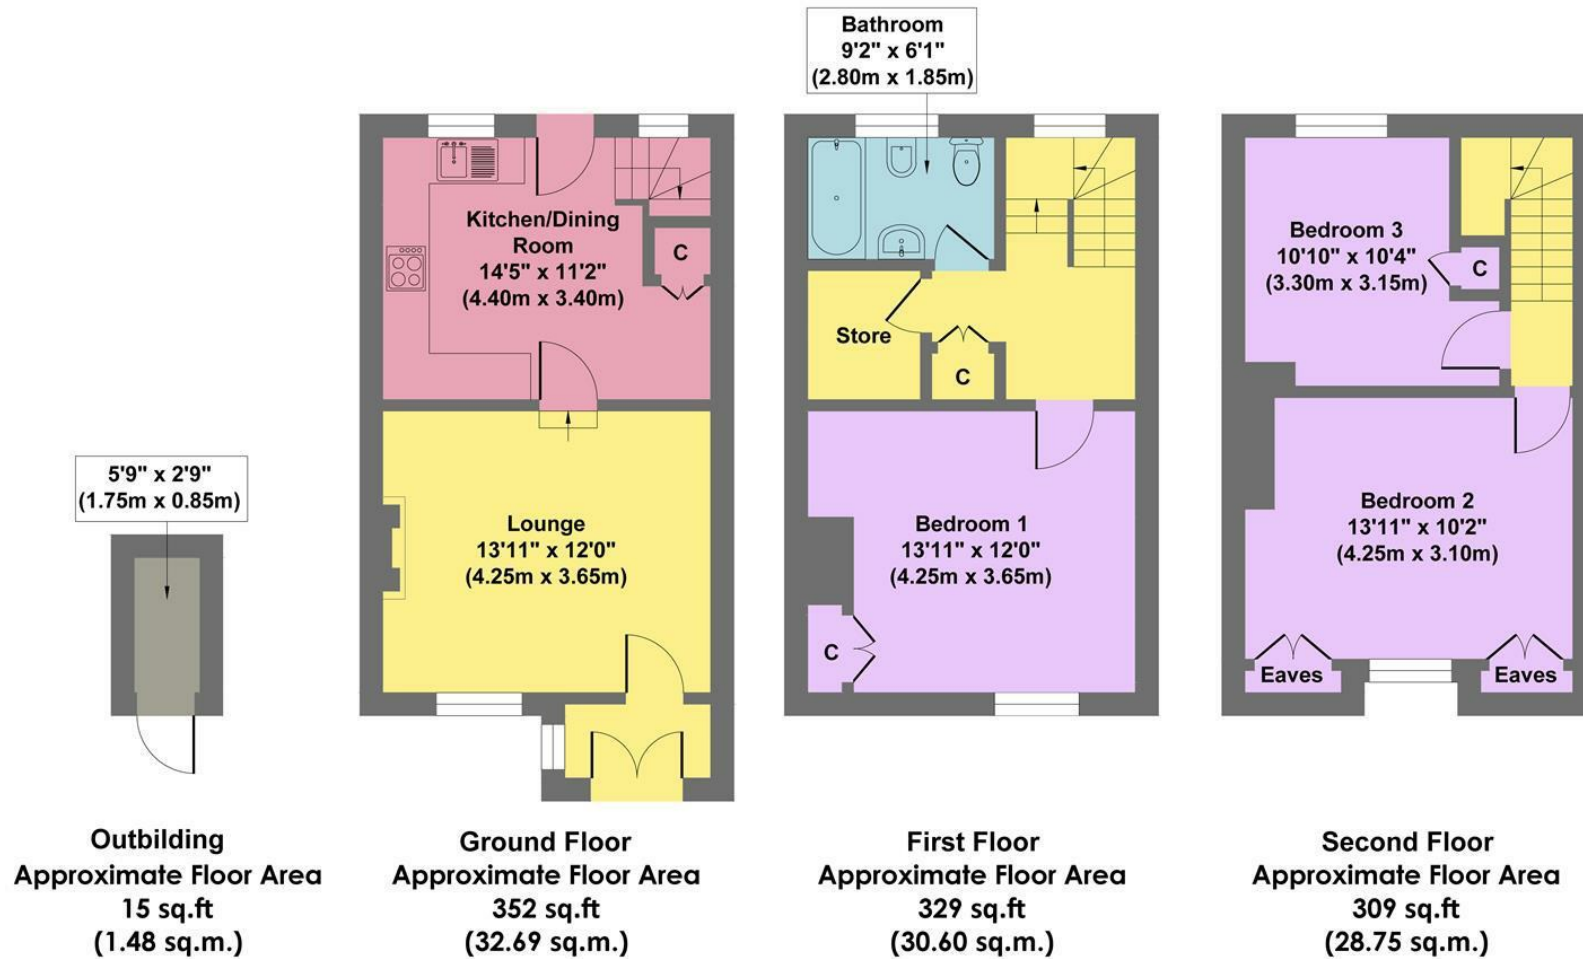 Bathroom
9'2" x 6'1"
(2.80m x 1.85m)
Kitchen/Dining
Room
14'5" x 11'2"
(4.40m x 3.40m)
C
Store
C
Bedroom 3
10'10" x 10'4"
(3.30m x 3.15m)
C
5'9" x 2'9"
(1.75m x 0.85m)
Lounge
13'11" x 12'0"
(4.25m x 3.65m)
Bedroom 1
13'11" x 12'0"
(4.25m x 3.65m)
C
Bedroom 2
13'11" x 10'2"
(4.25m x 3.10m)
Eaves
Eaves
Outbilding
Approximate Floor Area
15 sq.ft
(1.48 sq.m.)
Ground Floor
Approximate Floor Area
352 sq.ft
(32.69 sq.m.)
First Floor
Approximate Floor Area
329 sq.ft
(30.60 sq.m.)
Second Floor
Approximate Floor Area
309 sq.ft
(28.75 sq.m.)